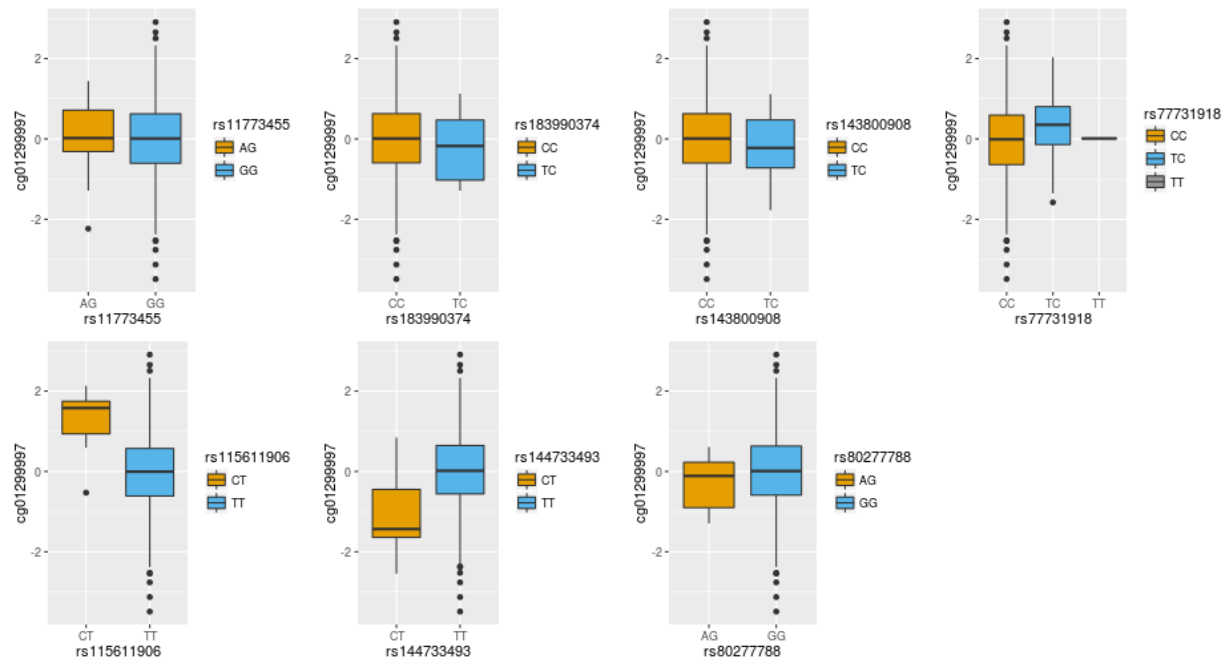 cg01299997
2
0
-2
AG
GG
rs11773455
rs11773455
AG
GG
cg01299997
2
0
-2
CC
TC
rs183990374
rs183990374
CC
TC
cg01299997
2
0
-2
CC
TC
rs143800908
rs143800908
CC
TC
cg01299997
2
0
-2
CC
TC
TT
rs77731918
rs77731918
CC
TC
TT
cg01299997
2
0
-2
CT
TT
rs115611906
rs115611906
CT
TT
cg01299997
2
0
-2
CT
TT
rs144733493
rs144733493
CT
TT
cg01299997
2
0
-2
AG
GG
rs80277788
rs80277788
AG
GG